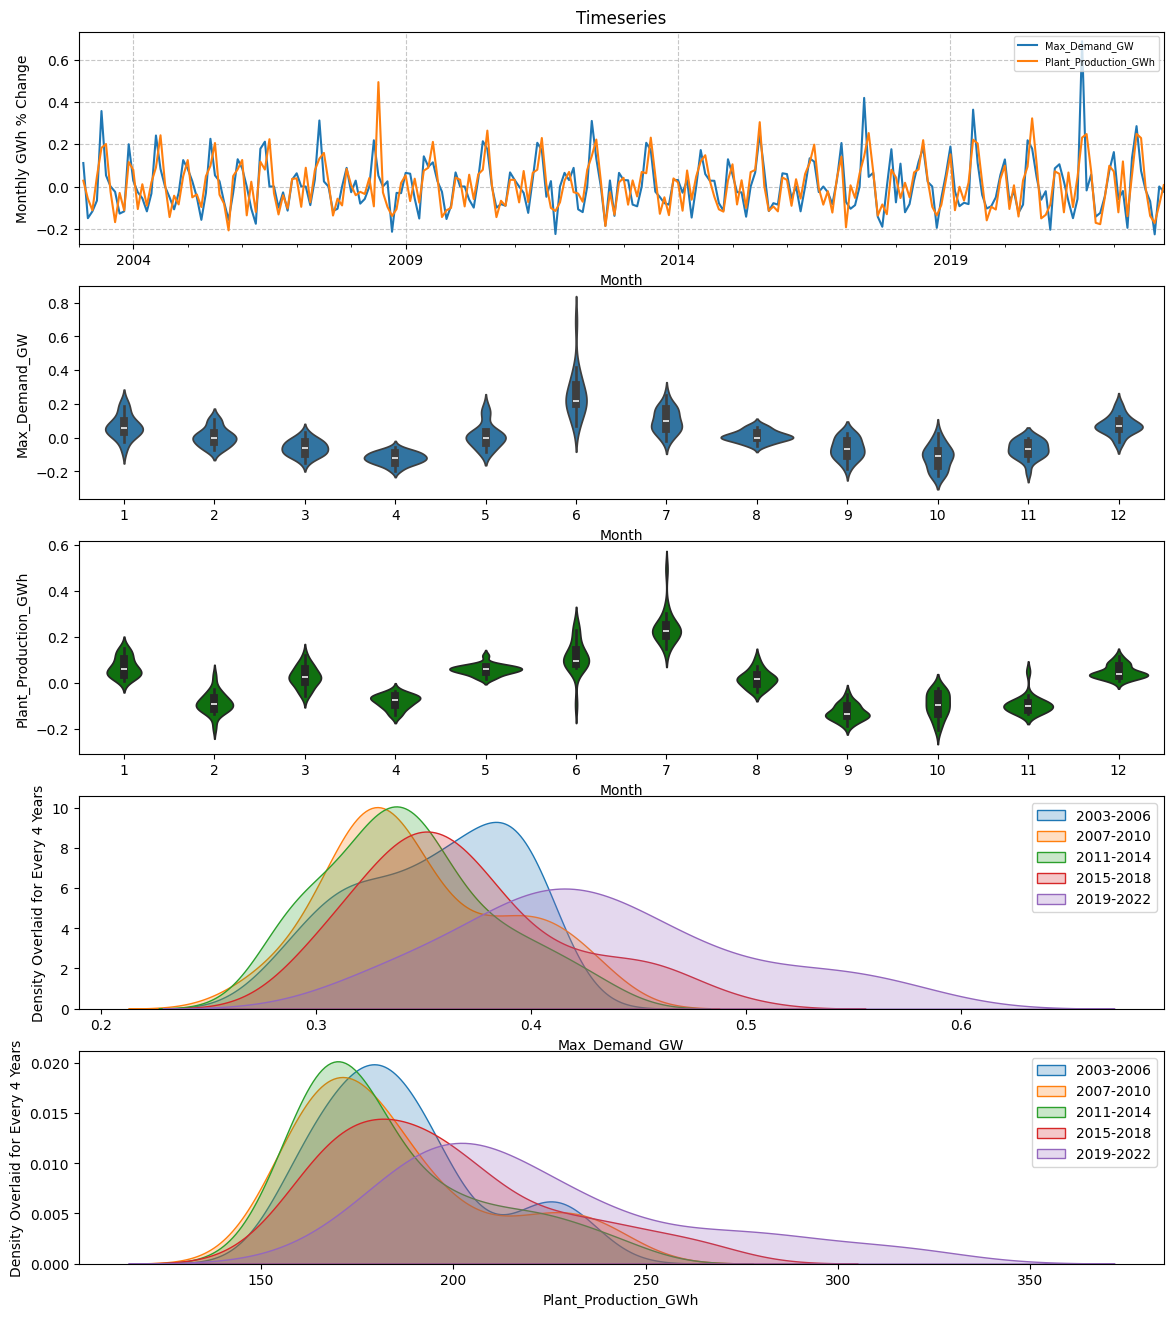 Timeseries
Monthly GWh % Change
0.6
0.4
0.2
0.0
−0.2
Max_Demand_GW
Plant_Production_GWh
2004
2009
2014
2019
Month
Max_Demand_GW
0.8
0.6
0.4
0.2
0.0
−0.2
1 2 3 4 5 6 7 8 9 10 11 12
Month
Plant_Production_GWh
0.6
0.4
0.2
0.0
−0.2
1 2 3 4 5 6 7 8 9 10 11 12
Month
Density Overlaid for Every 4 Years
10
8
6
4
2
0
2003-2006
2007-2010
2011-2014
2015-2018
2019-2022
0.2 0.3 0.4 0.5 0.6
Max_Demand_GW
Density Overlaid for Every 4 Years
0.020
0.015
0.010
0.005
0.000
2003-2006
2007-2010
2011-2014
2015-2018
2019-2022
150 200 250 300 350
Plant_Production_GWh